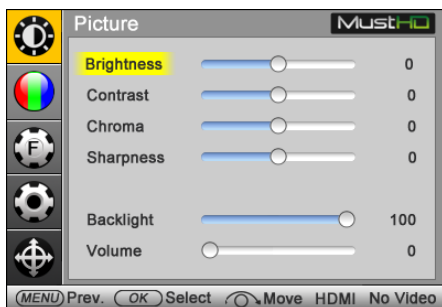 Picture MustHD
Brightness 0
Contrast 0
Chroma 0
Sharpness 0
F
Backlight 100
Volume 0
MENU Prev. OK Select Move HDMI No Video